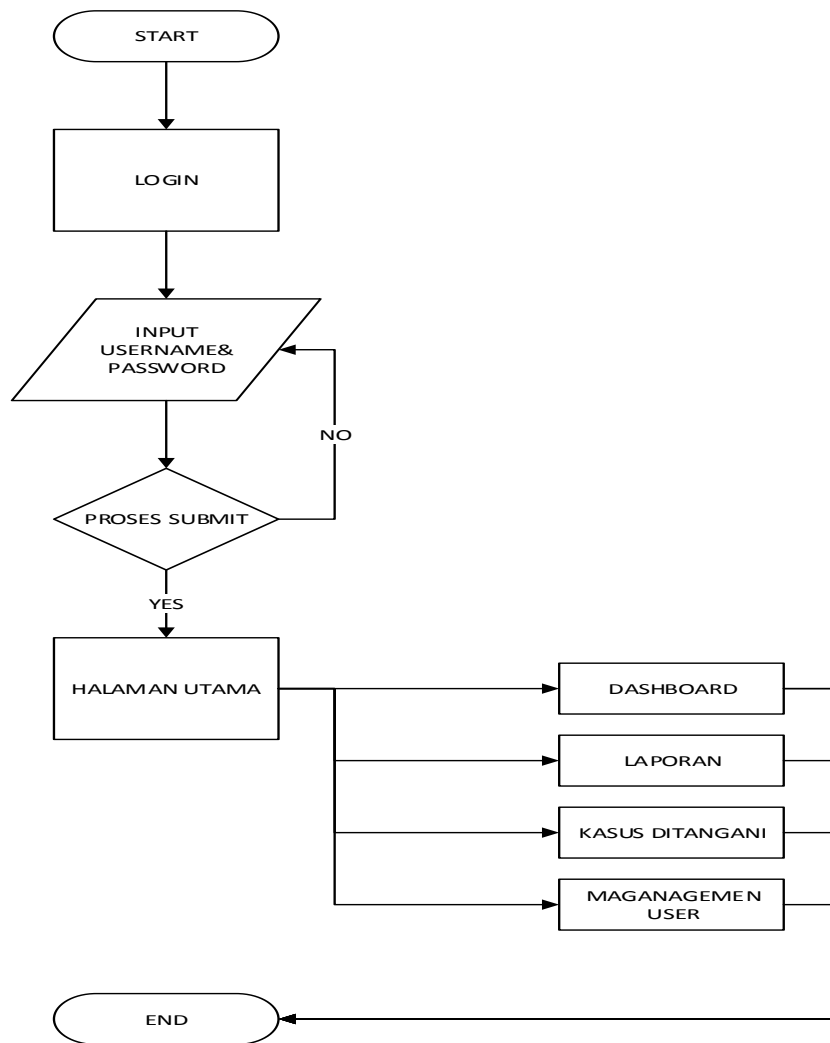 START
LOGIN
INPUT
USERNAME&
PASSWORD
NO
PROSES SUBMIT
YES
HALAMAN UTAMA
DASHBOARD
LAPORAN
KASUS DITANGANI
MAGANAGEMEN
USER
END